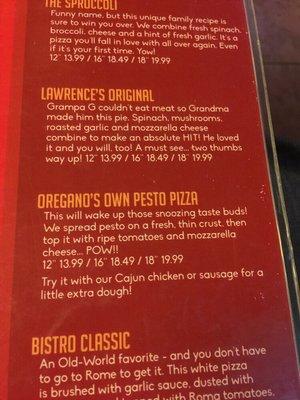 THE SPROCCOLI
Funny name, but this unique family recipe is
sure to win you over. We combine fresh spinach,
broccoli, cheese and a hint of fresh garlic. It's a
pizza you'll fall in love with all over again. Even
if it's your first time. Yow!
12" 13.99 / 16" 18.49 / 18" 19.99
LAWRENCE'S ORIGINAL
Grampa G couldn't eat meat so Grandma
made him this pie. Spinach, mushrooms,
roasted garlic and mozzarella cheese
combine to make an absolute HIT! He loved
it and you will, too! A must see... two thumbs
way up! 12" 13.99 / 16" 18.49 / 18" 19.99
OREGANO'S OWN PESTO PIZZA
This will wake up those snoozing taste buds!
We spread pesto on a fresh, thin crust, then
top it with ripe tomatoes and mozzarella
cheese... POW!!
12" 13.99 / 16" 18.49 / 18" 19.99
Try it with our Cajun chicken or sausage for a
little extra dough!
BISTRO CLASSIC
An Old-World favorite - and you don't have
to go to Rome to get it. This white pizza
is brushed with garlic sauce, dusted with
with Roma tomatoes,